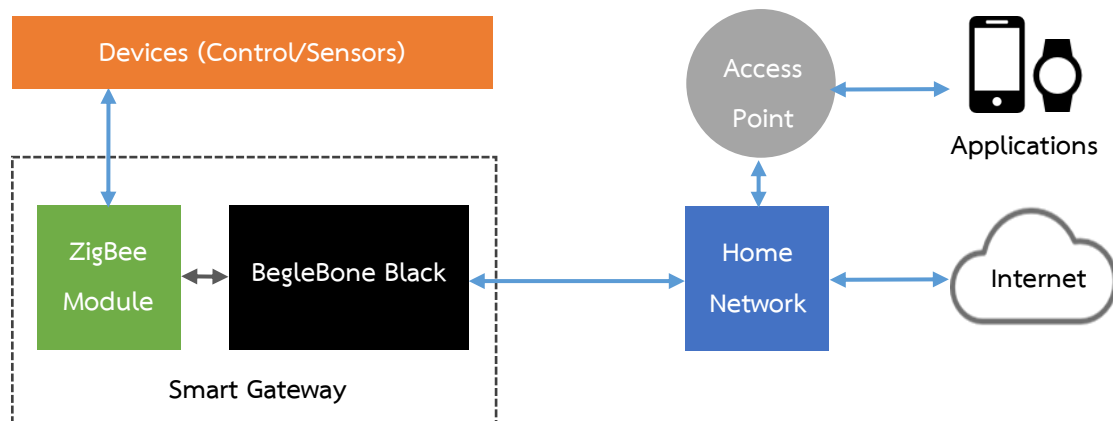 Devices (Control/Sensors)
Access
Point
Applications
ZigBee
Module
BegleBone Black
Home
Network
Internet
Smart Gateway